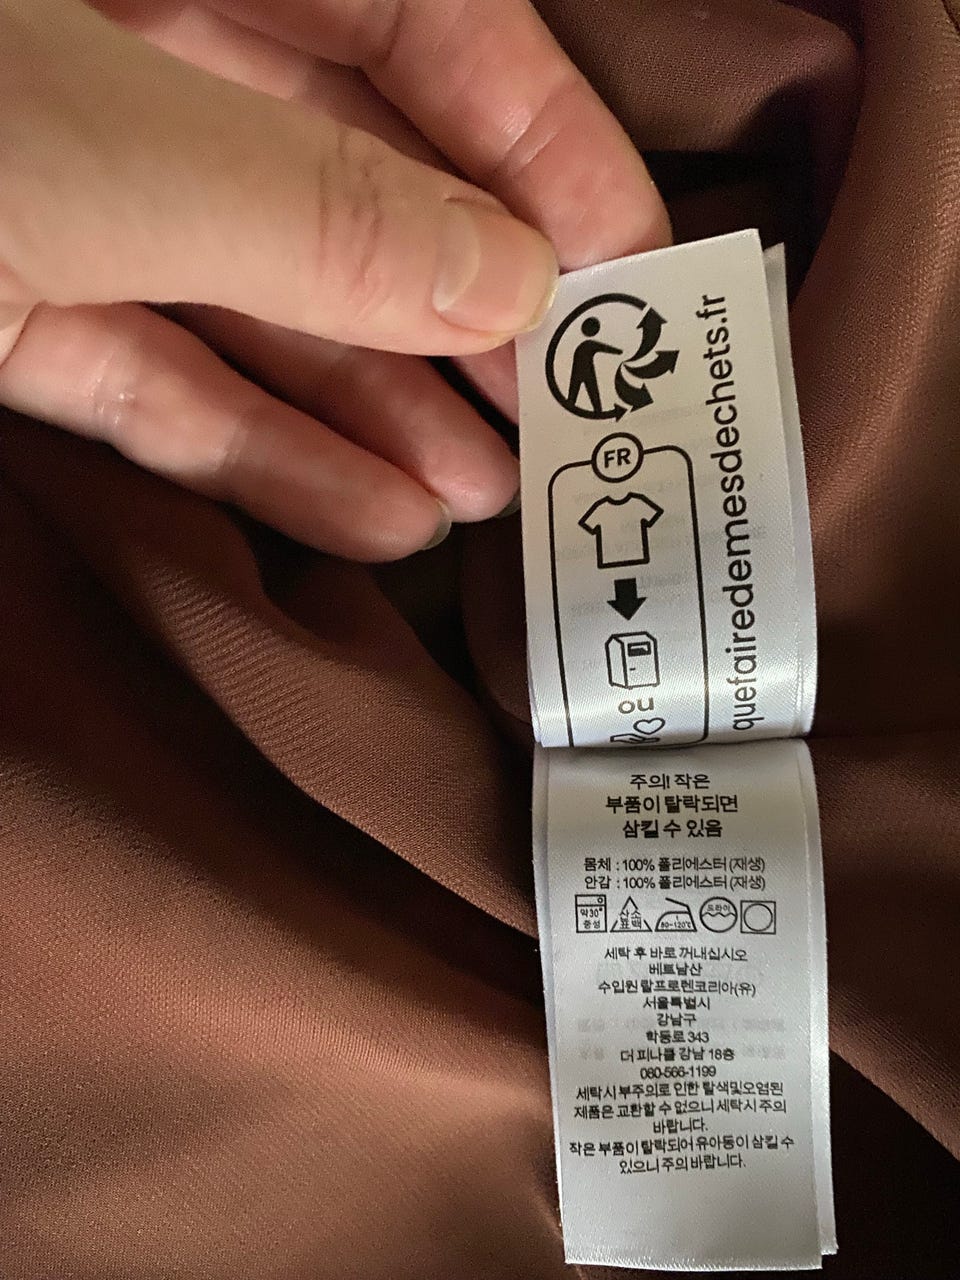 FR
ou
quefairedemesdechets.fr
주의! 작은
부품이 탈락되면
삼킬 수 있음
몸체 : 100% 폴리에스터 (재생)
안감 : 100% 폴리에스터 (재생)
약30°
중성
산소
표백
80~120℃
드라이
세탁 후 바로 꺼내십시오
베트남산
수입원 랄프로렌코리아(유)
서울특별시
강남구
학동로 343
더 피나클 강남 18층
080-566-1199
세탁시 부주의로 인한 탈색및오염된
제품은 교환할 수 없으니 세탁시 주의
바랍니다.
작은 부품이 탈락되어 유아동이 삼킬 수
있으니 주의 바랍니다.